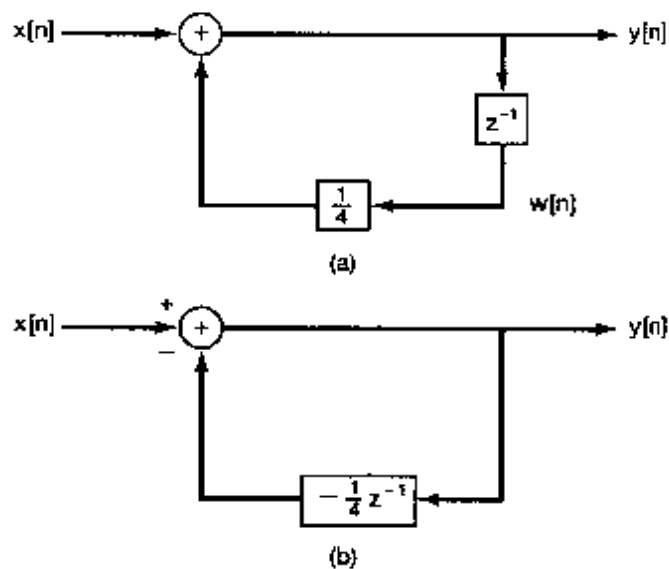 x[n] + y[n]
z⁻¹
1/4 w[n]
(a)
+
x[n] + y[n]
−
− 1/4 z⁻¹
(b)